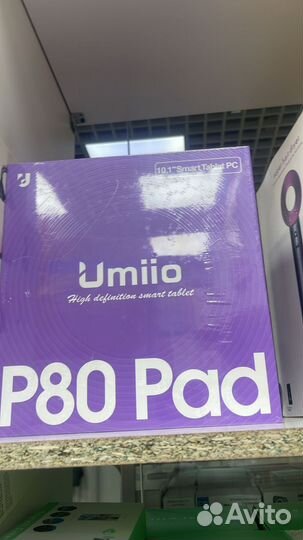 10.1" Smart Tablet PC
Umiio
High definition smart tablet
P80 Pad
Avito